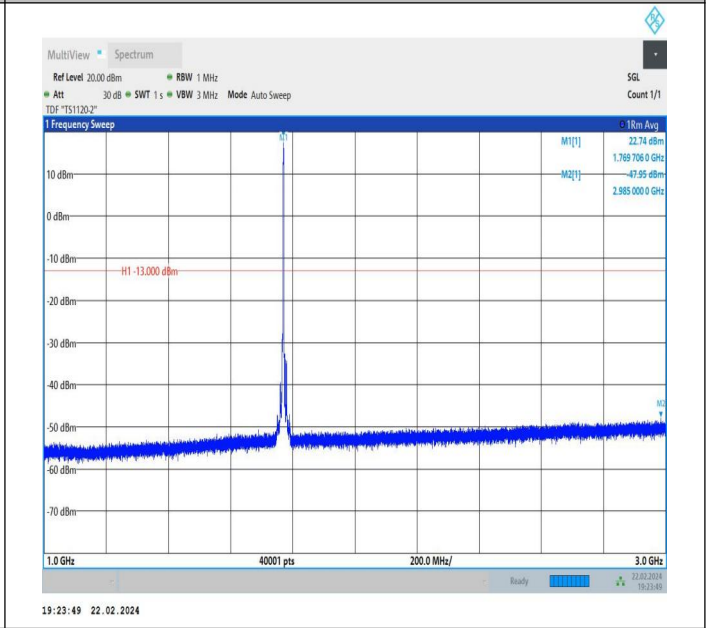 R&S
MultiView Spectrum
Ref Level 20.00 dBm RBW 1 MHz SGL
Att 30 dB SWT 1 s VBW 3 MHz Mode Auto Sweep Count 1/1
TDF "TS1120-2"
1 Frequency Sweep 1Rm Avg
M1 M1[1] 22.74 dBm
1.769 706 0 GHz
10 dBm M2[1] -47.95 dBm
2.985 000 0 GHz
0 dBm
-10 dBm
H1 -13.000 dBm
-20 dBm
-30 dBm
-40 dBm
M2
-50 dBm
-60 dBm
-70 dBm
1.0 GHz 40001 pts 200.0 MHz/ 3.0 GHz
Ready 22.02.2024
19:23:49
19:23:49 22.02.2024